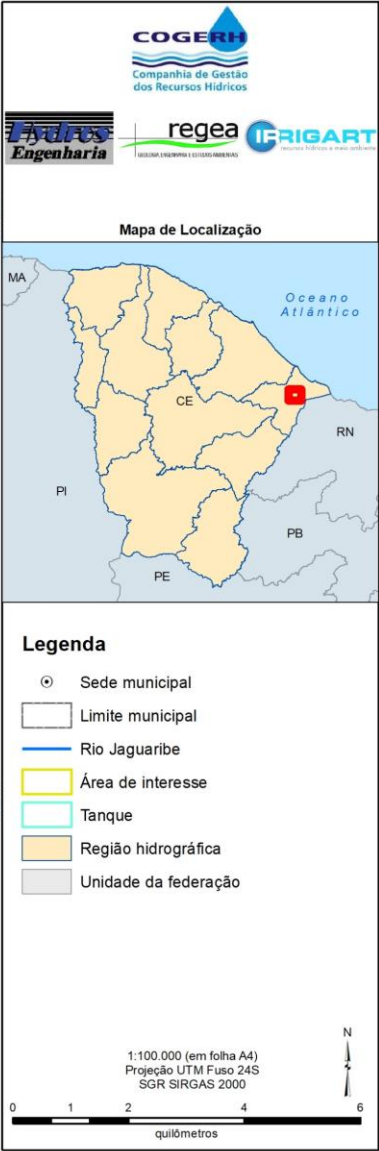 COGERH
Companhia de Gestão
dos Recursos Hídricos
Hydros
Engenharia
regea
GEOLOGIA, ENGENHARIA E ESTUDOS AMBIENTAIS
IFRIGART
recursos hídricos e meio ambiente
Mapa de Localização
MA
Oceano
Atlântico
CE
RN
PI
PB
PE
Legenda
Sede municipal
Limite municipal
Rio Jaguaribe
Área de interesse
Tanque
Região hidrográfica
Unidade da federação
N
1:100.000 (em folha A4)
Projeção UTM Fuso 24S
SGR SIRGAS 2000
0 1 2 4 6
quilômetros